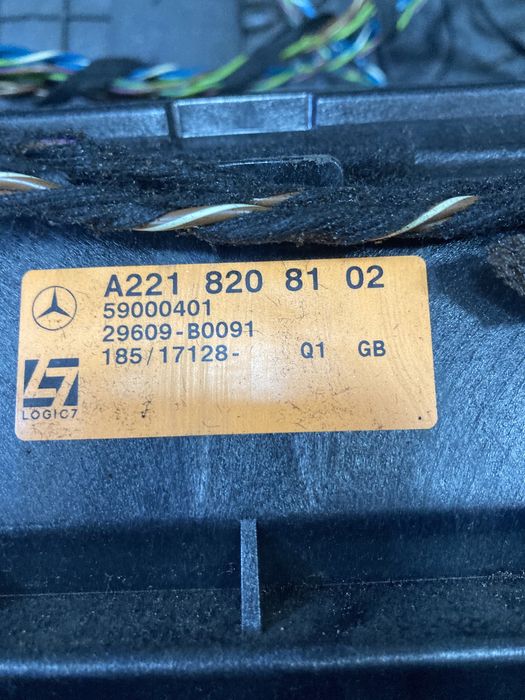 A221 820 81 02
59000401
29609-B0091
185/17128- Q1 GB
LOGIC7